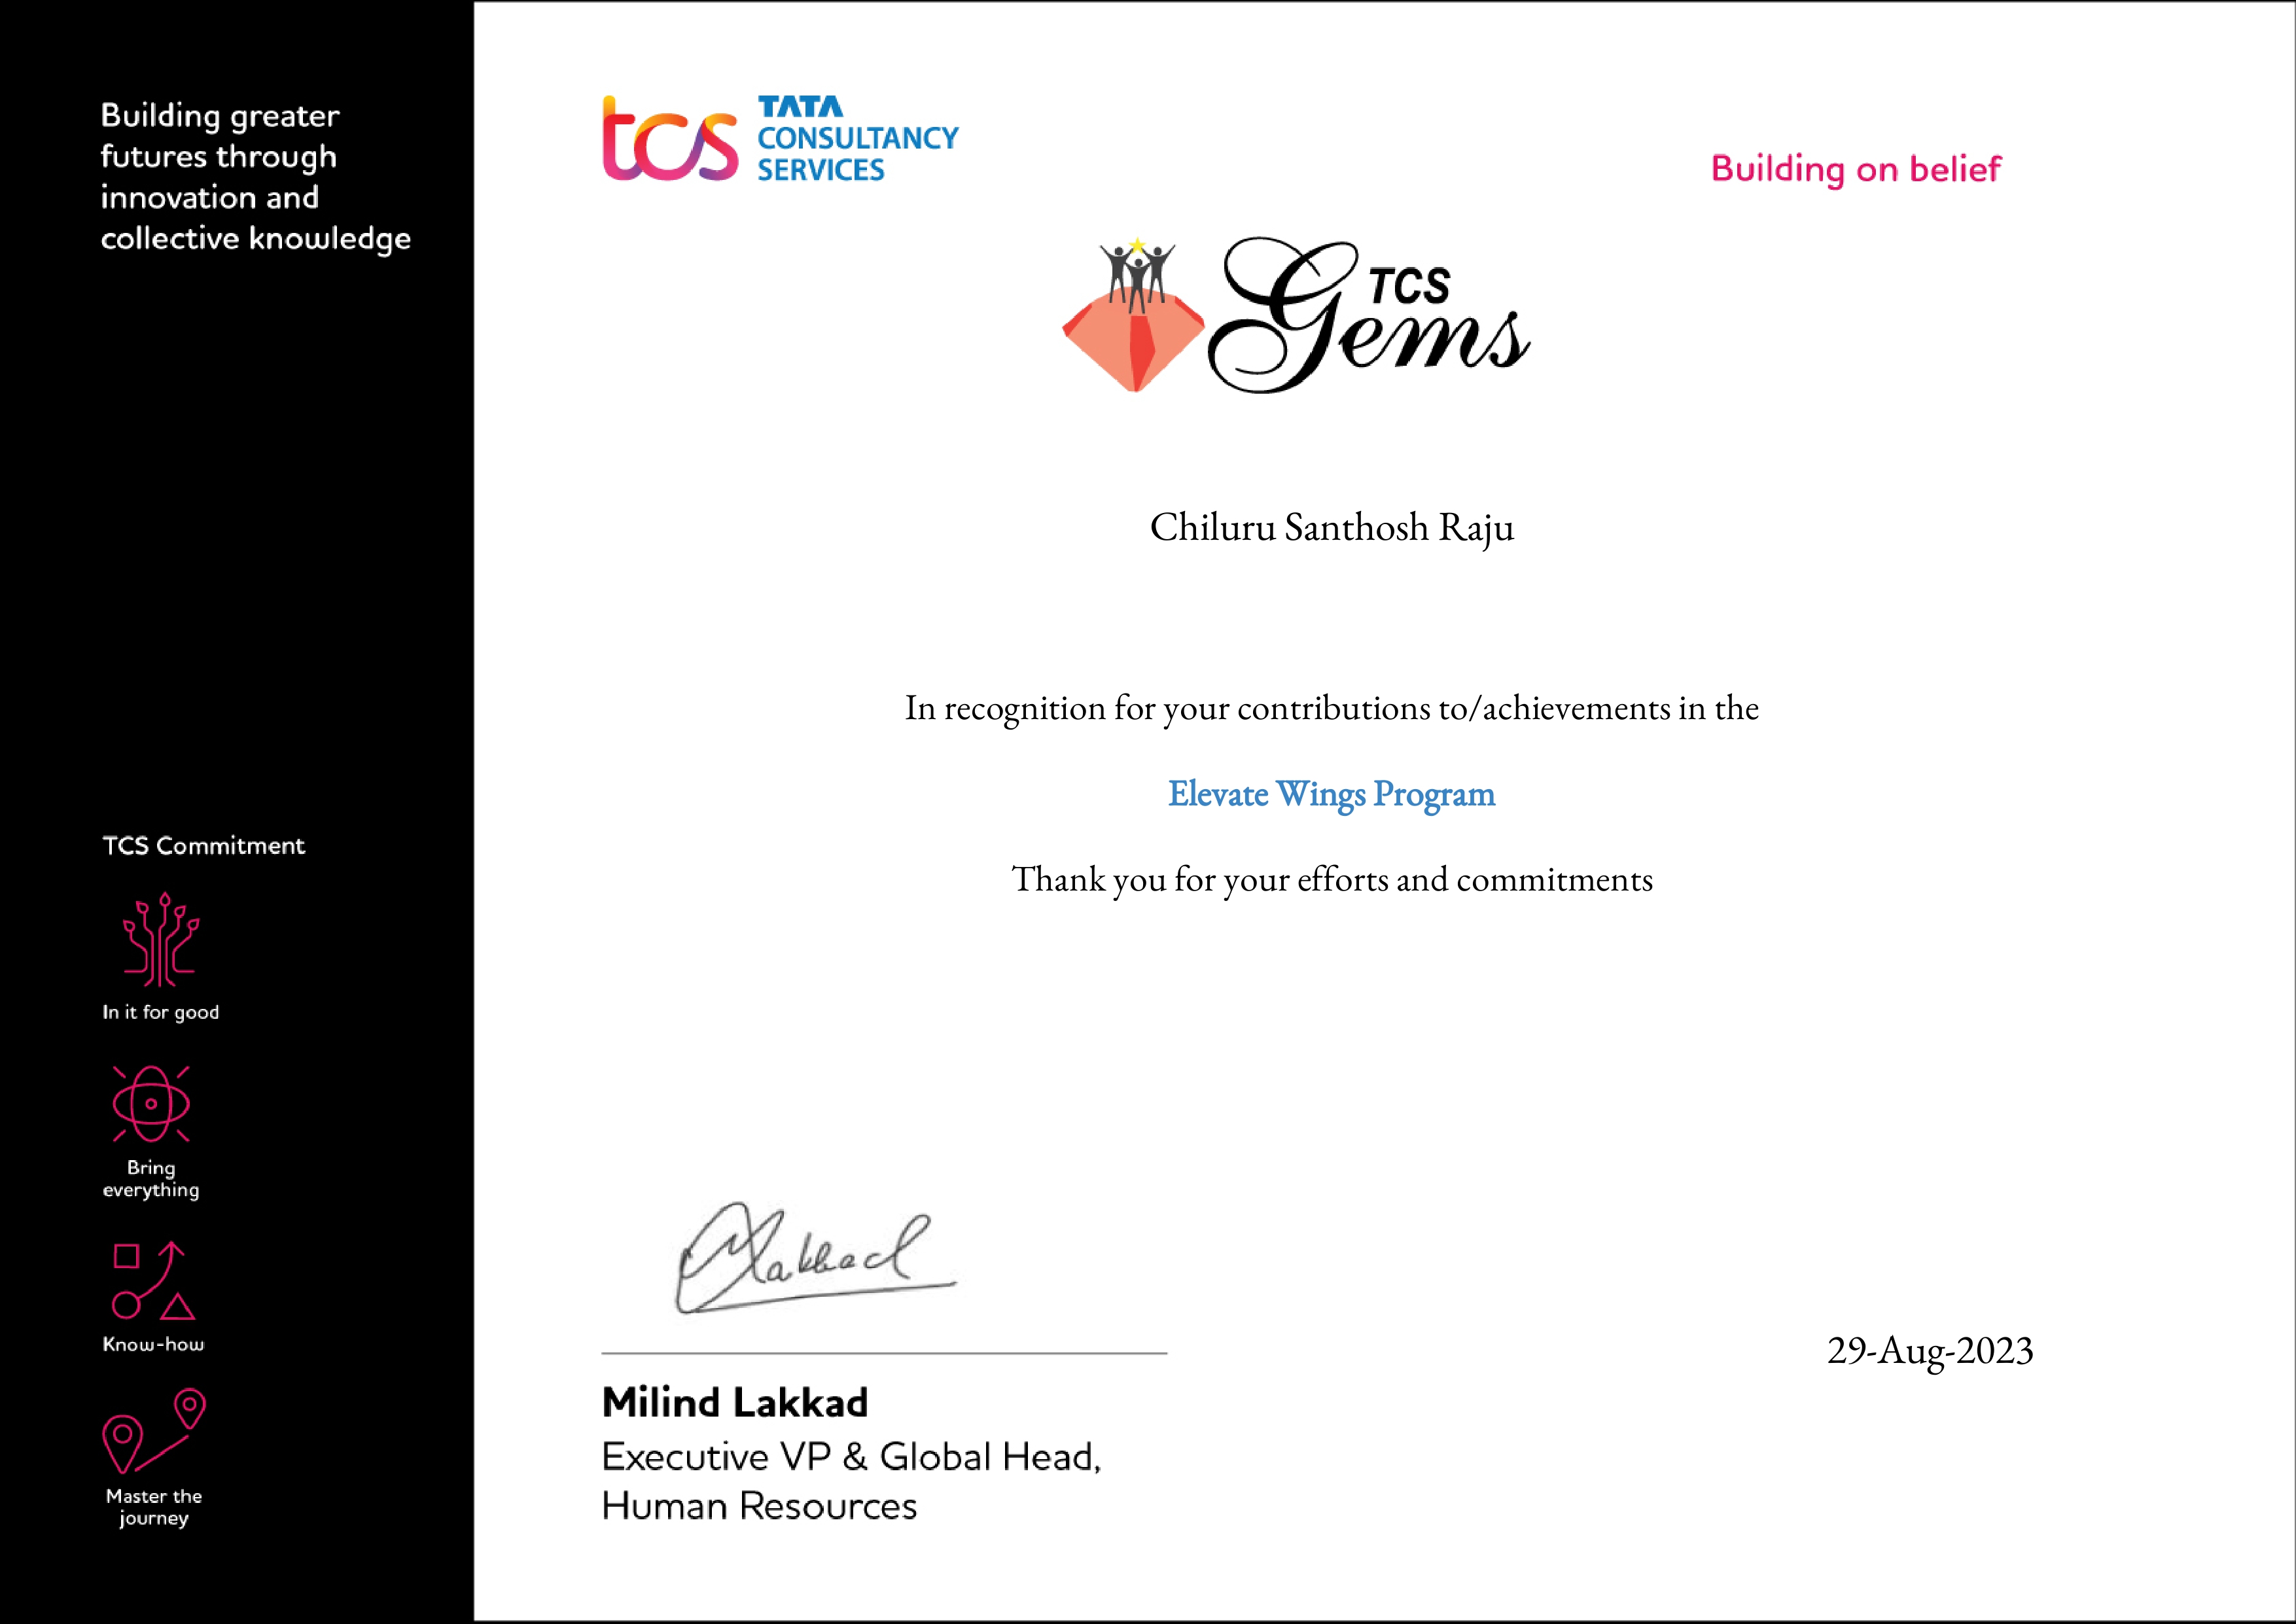 Building greater
futures through
innovation and
collective knowledge
TCS Commitment
In it for good
Bring
everything
Know-how
Master the
journey
tcs TATA
CONSULTANCY
SERVICES
Building on belief
TCS
Gems
Chiluru Santhosh Raju
In recognition for your contributions to/achievements in the
Elevate Wings Program
Thank you for your efforts and commitments
Lakkad
Milind Lakkad
Executive VP & Global Head,
Human Resources
29-Aug-2023